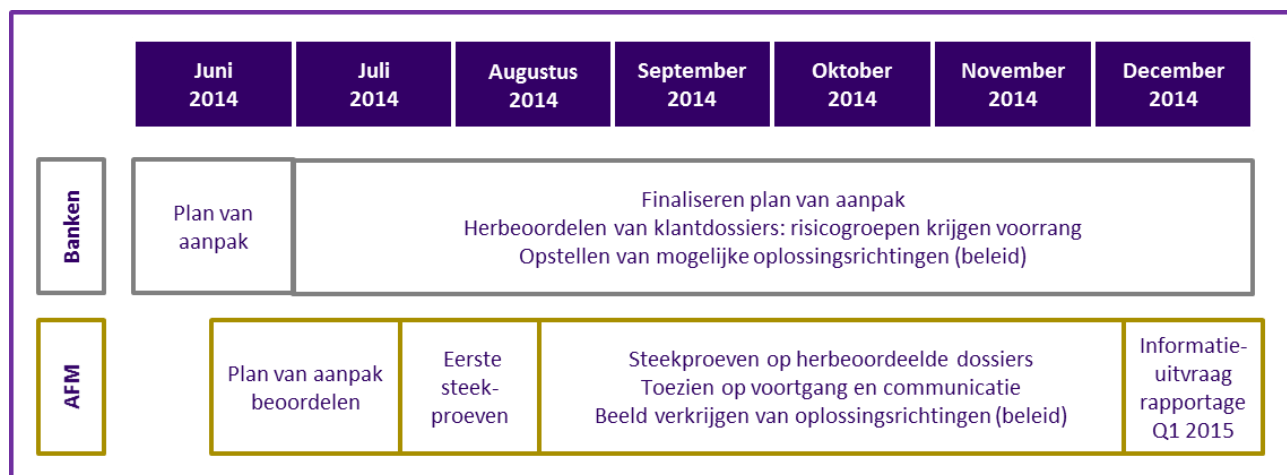 Juni
2014
Juli
2014
Augustus
2014
September
2014
Oktober
2014
November
2014
December
2014
Banken
Plan van
aanpak
Finaliseren plan van aanpak
Herbeoordelen van klantdossiers: risicogroepen krijgen voorrang
Opstellen van mogelijke oplossingsrichtingen (beleid)
AFM
Plan van aanpak
beoordelen
Eerste
steek-
proeven
Steekproeven op herbeoordeelde dossiers
Toezien op voortgang en communicatie
Beeld verkrijgen van oplossingsrichtingen (beleid)
Informatie-
uitvraag
rapportage
Q1 2015